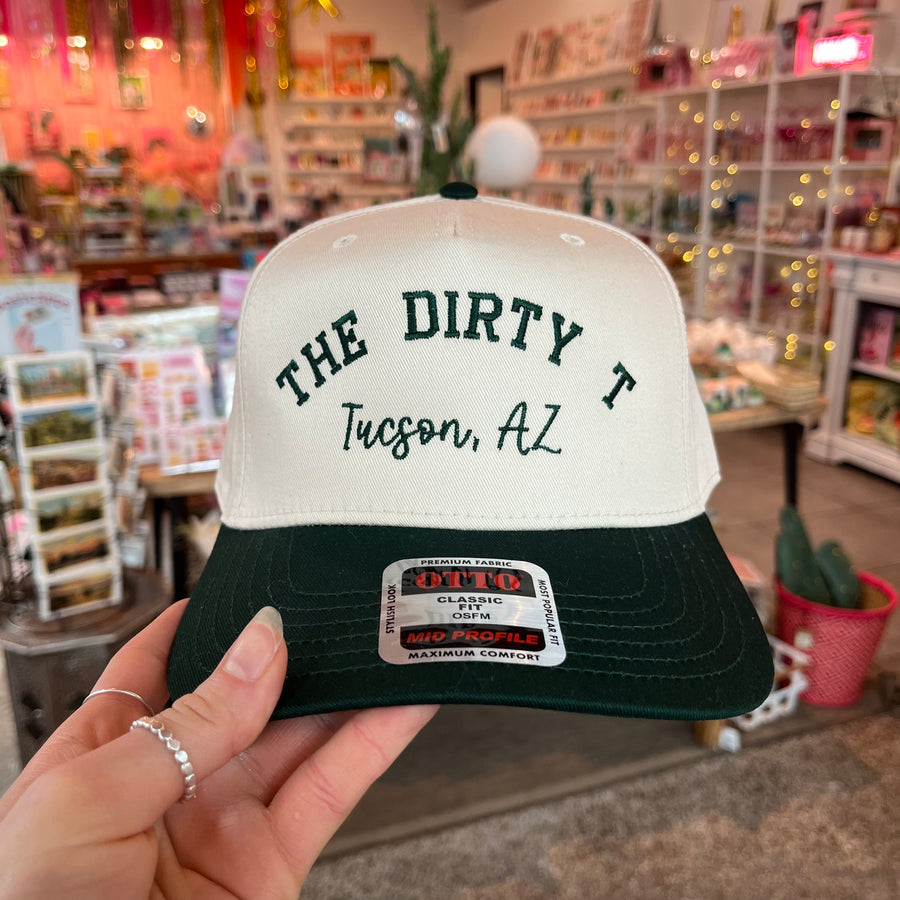 THE DIRTY T
Tucson, AZ
PREMIUM FABRIC
OTTO
STYLISH LOOK
CLASSIC
FIT
OSFM
MOST POPULAR FIT
MID PROFILE
MAXIMUM COMFORT